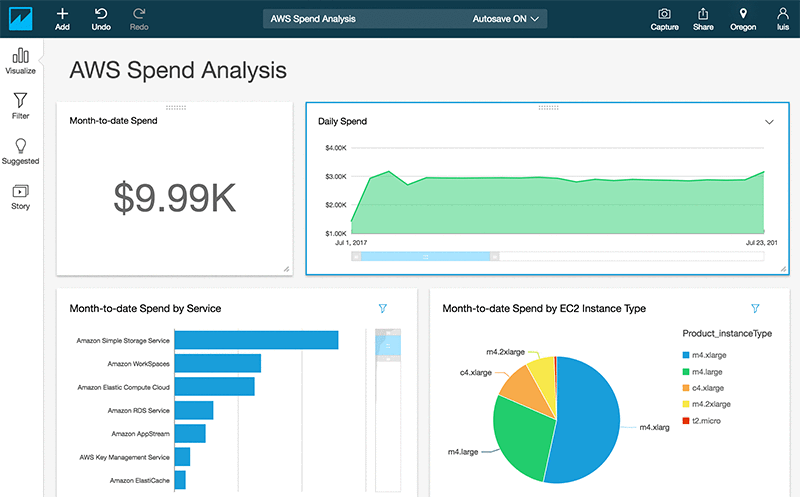 Add
Undo
Redo
AWS Spend Analysis
Autosave ON
Capture
Share
Oregon
luis
Visualize
Filter
Suggested
Story
AWS Spend Analysis
Month-to-date Spend
$9.99K
Daily Spend
$4.00K
$3.00K
$2.00K
$1.00K
Jul 1, 2017
Jul 23, 201
Month-to-date Spend by Service
Amazon Simple Storage Service
Amazon WorkSpaces
Amazon Elastic Compute Cloud
Amazon RDS Service
Amazon AppStream
AWS Key Management Service
Amazon ElastiCache
Month-to-date Spend by EC2 Instance Type
m4.2xlarge
c4.xlarge
m4.large
m4.xlarg
Product_instanceType
m4.xlarge
m4.large
c4.xlarge
m4.2xlarge
t2.micro